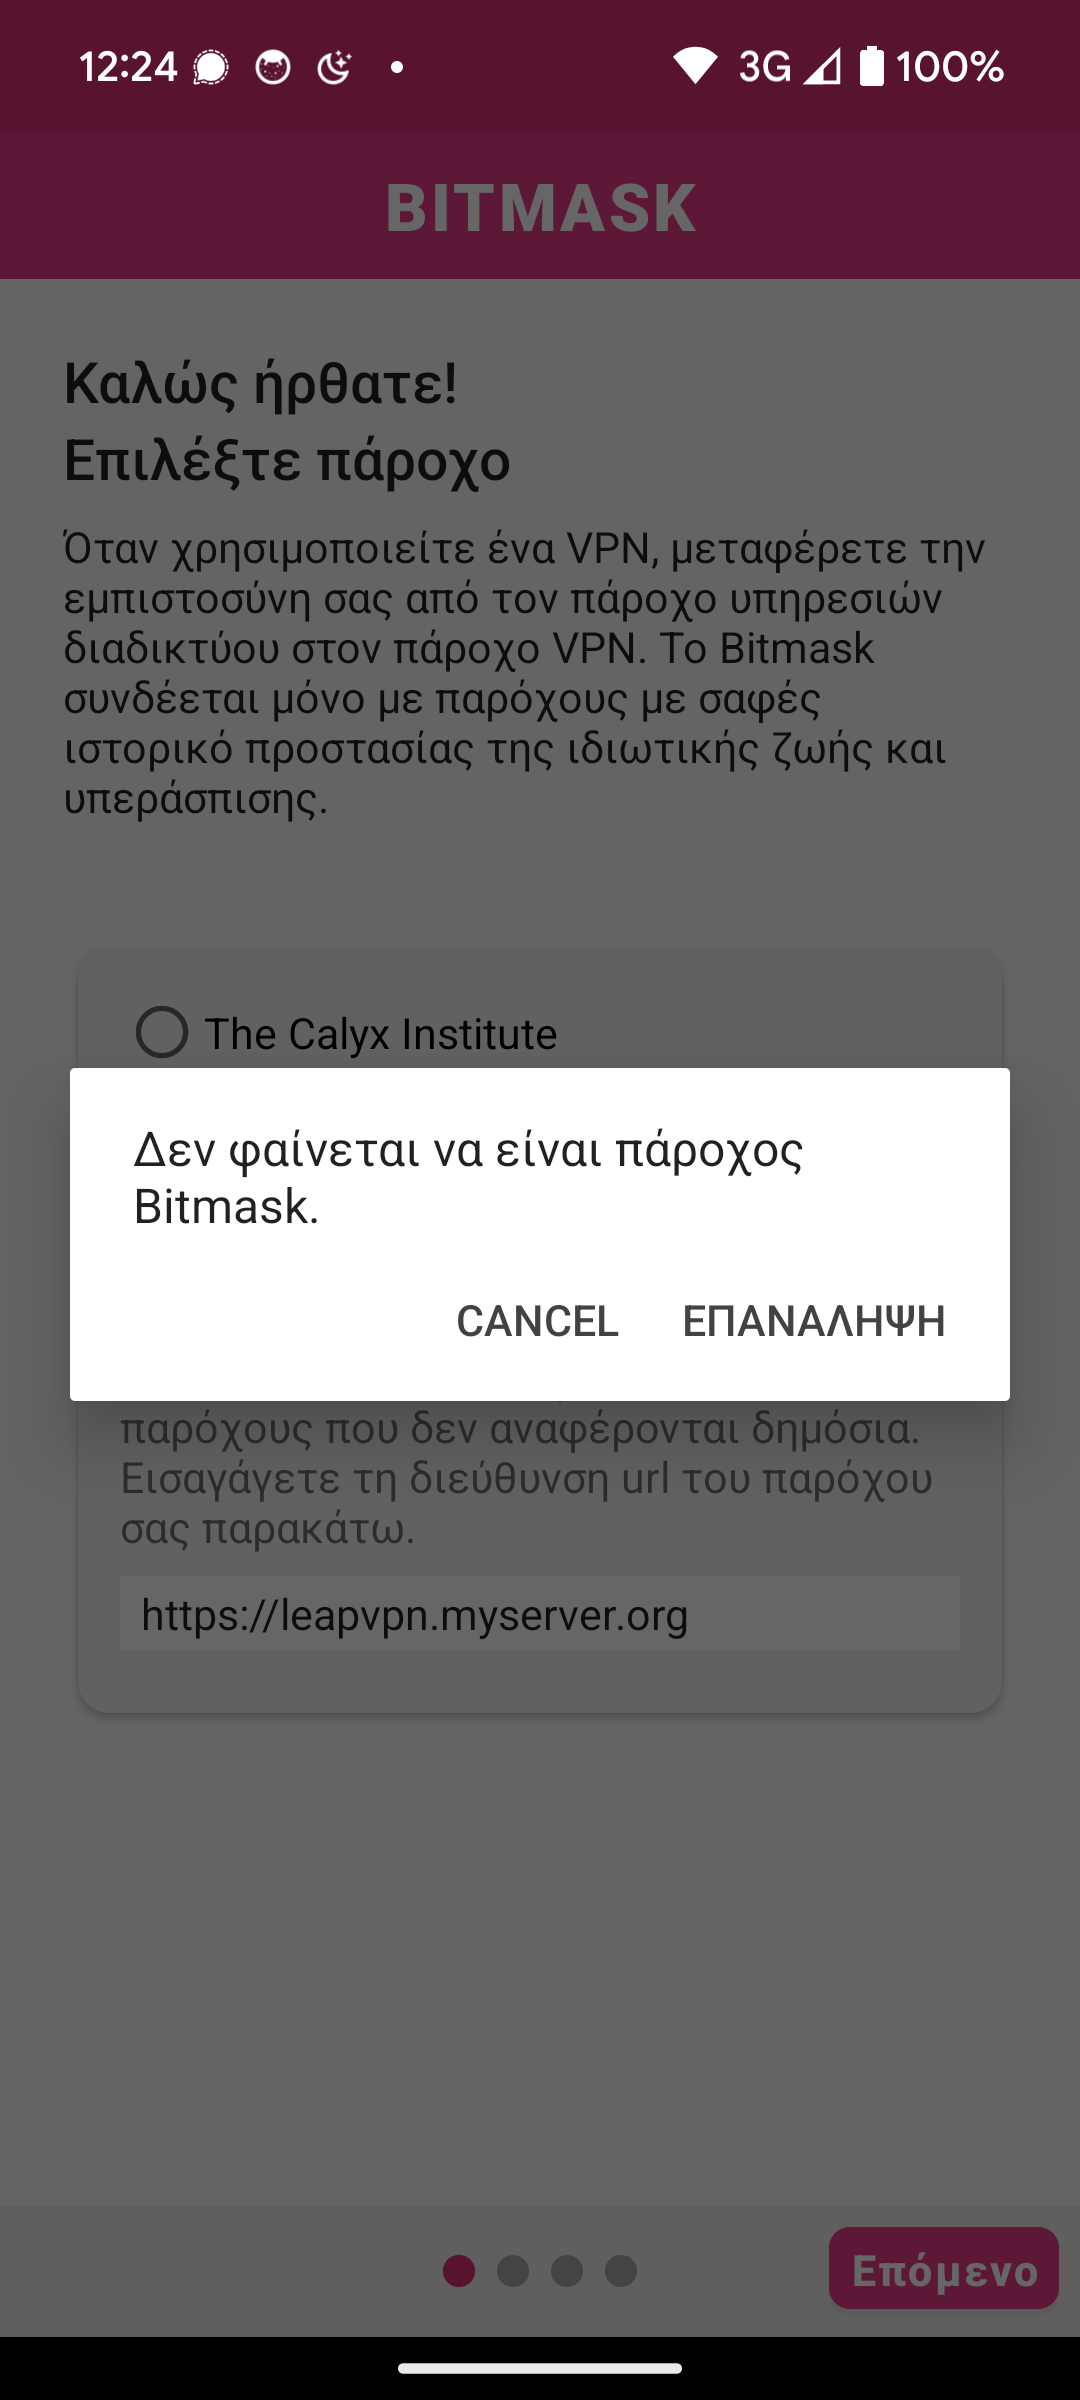 12:24
3G
100%
BITMASK
Καλώς ήρθατε!
Επιλέξτε πάροχο
Όταν χρησιμοποιείτε ένα VPN, μεταφέρετε την
εμπιστοσύνη σας από τον πάροχο υπηρεσιών
διαδικτύου στον πάροχο VPN. Το Bitmask
συνδέεται μόνο με παρόχους με σαφές
ιστορικό προστασίας της ιδιωτικής ζωής και
υπεράσπισης.
The Calyx Institute
Δεν φαίνεται να είναι πάροχος
Bitmask.
CANCEL ΕΠΑΝΑΛΗΨΗ
παρόχους που δεν αναφέρονται δημόσια.
Εισαγάγετε τη διεύθυνση url του παρόχου
σας παρακάτω.
https://leapvpn.myserver.org
Επόμενο